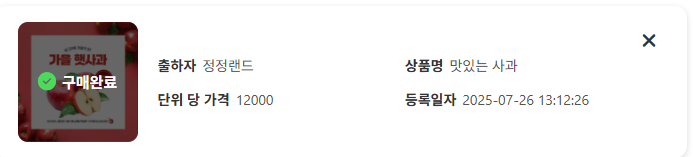 가을 햇사과
구매완료
출하자 정정랜드
상품명 맛있는 사과
단위 당 가격 12000
등록일자 2025-07-26 13:12:26